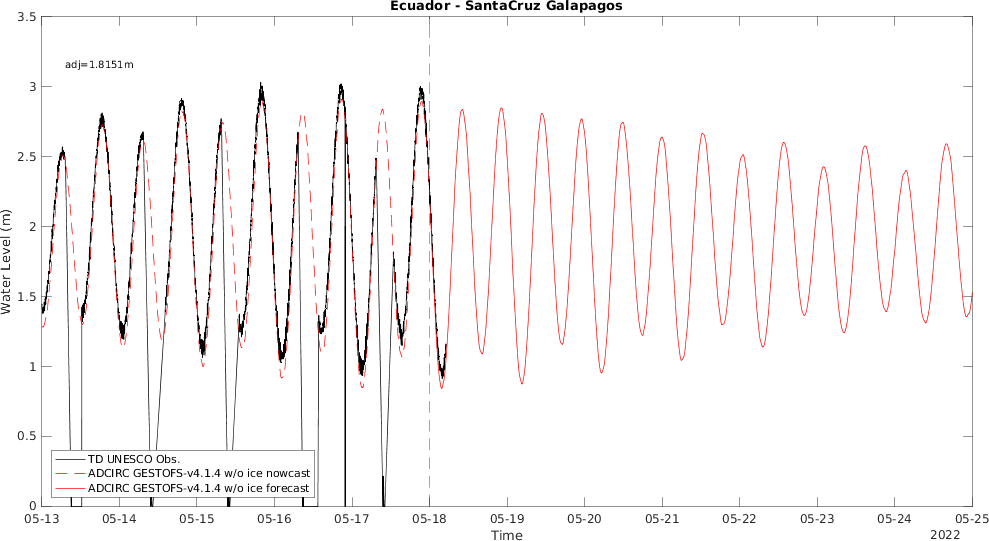 Ecuador - SantaCruz Galapagos
adj=1.8151m
Water Level (m)
3.5
3
2.5
2
1.5
1
0.5
0
TD UNESCO Obs.
ADCIRC GESTOFS-v4.1.4 w/o ice nowcast
ADCIRC GESTOFS-v4.1.4 w/o ice forecast
05-13 05-14 05-15 05-16 05-17 05-18 05-19 05-20 05-21 05-22 05-23 05-24 05-25
Time
2022